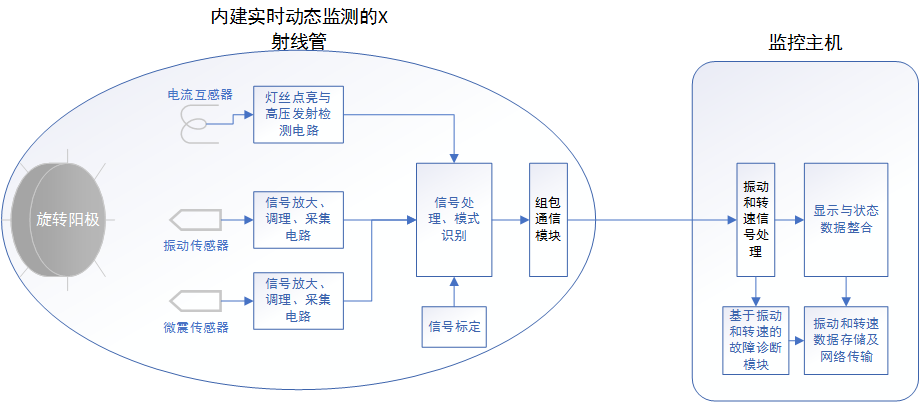 内建实时动态监测的X
射线管
监控主机
电流互感器
灯丝点亮与
高压发射检
测电路
旋转阳极
振动传感器
信号放大、
调理、采集
电路
微震传感器
信号放大、
调理、采集
电路
信号处
理、模式
识别
信号标定
组包
通信
模块
振动
和转
速信
号处
理
显示与状态
数据整合
基于振动
和转速的
故障诊断
模块
振动和转速
数据存储及
网络传输